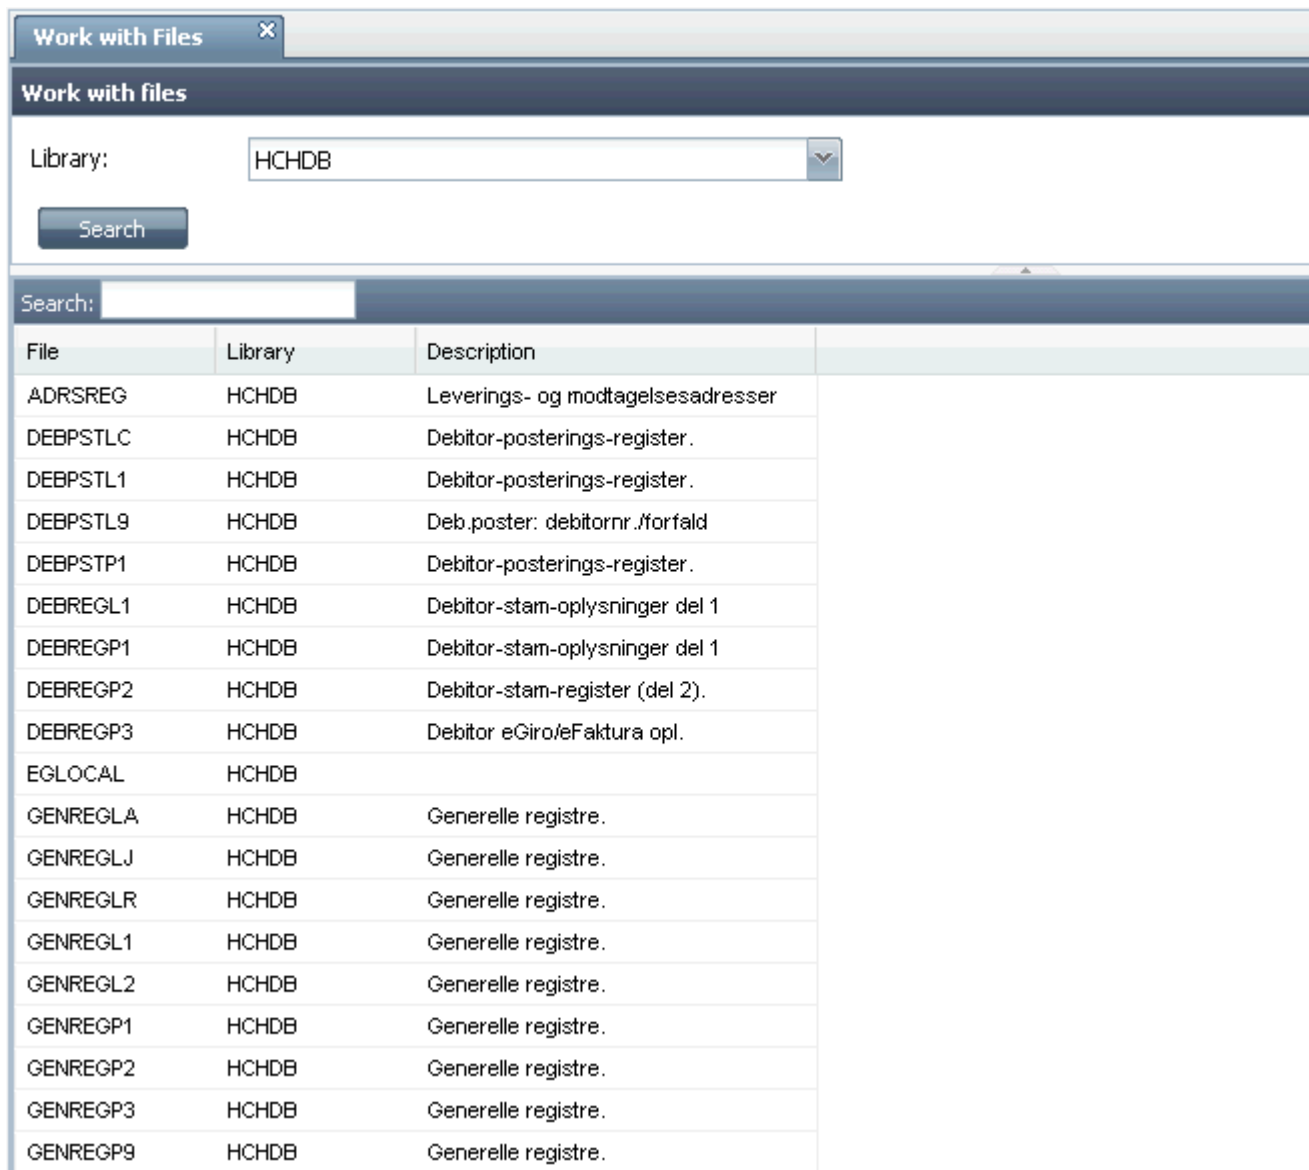 Work with Files
Work with files
Library: HCHDB
Search
Search:
File Library Description
ADRSREG HCHDB Leverings- og modtagelsesadresser
DEBPSTLC HCHDB Debitor-posterings-register.
DEBPSTL1 HCHDB Debitor-posterings-register.
DEBPSTL9 HCHDB Deb.poster: debitornr./forfald
DEBPSTP1 HCHDB Debitor-posterings-register.
DEBREGL1 HCHDB Debitor-stam-oplysninger del 1
DEBREGP1 HCHDB Debitor-stam-oplysninger del 1
DEBREGP2 HCHDB Debitor-stam-register (del 2).
DEBREGP3 HCHDB Debitor eGiro/eFaktura opl.
EGLOCAL HCHDB
GENREGLA HCHDB Generelle registre.
GENREGLJ HCHDB Generelle registre.
GENREGLR HCHDB Generelle registre.
GENREGL1 HCHDB Generelle registre.
GENREGL2 HCHDB Generelle registre.
GENREGP1 HCHDB Generelle registre.
GENREGP2 HCHDB Generelle registre.
GENREGP3 HCHDB Generelle registre.
GENREGP9 HCHDB Generelle registre.